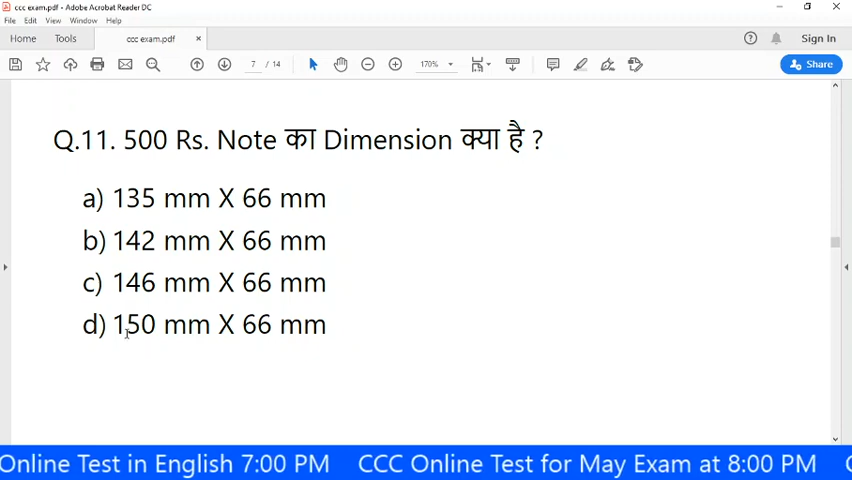 ccc exam.pdf - Adobe Acrobat Reader DC
File Edit View Window Help
Home Tools ccc exam.pdf × Sign In
7 / 14 170% Share
Q.11. 500 Rs. Note का Dimension क्या है ?
a) 135 mm X 66 mm
b) 142 mm X 66 mm
c) 146 mm X 66 mm
d) 150 mm X 66 mm
Online Test in English 7:00 PM CCC Online Test for May Exam at 8:00 PM